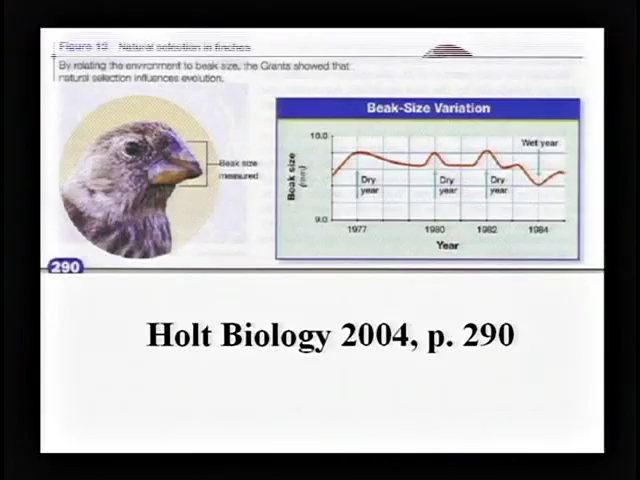 Figure 13 Natural selection in finches
By relating the environment to beak size, the Grants showed that
natural selection influences evolution.
Beak-Size Variation
Beak size
measured
Beak size
(mm)
10.0
9.0
Wet year
Dry
year
Dry
year
Dry
year
1977
1980
1982
1984
Year
290
Holt Biology 2004, p. 290